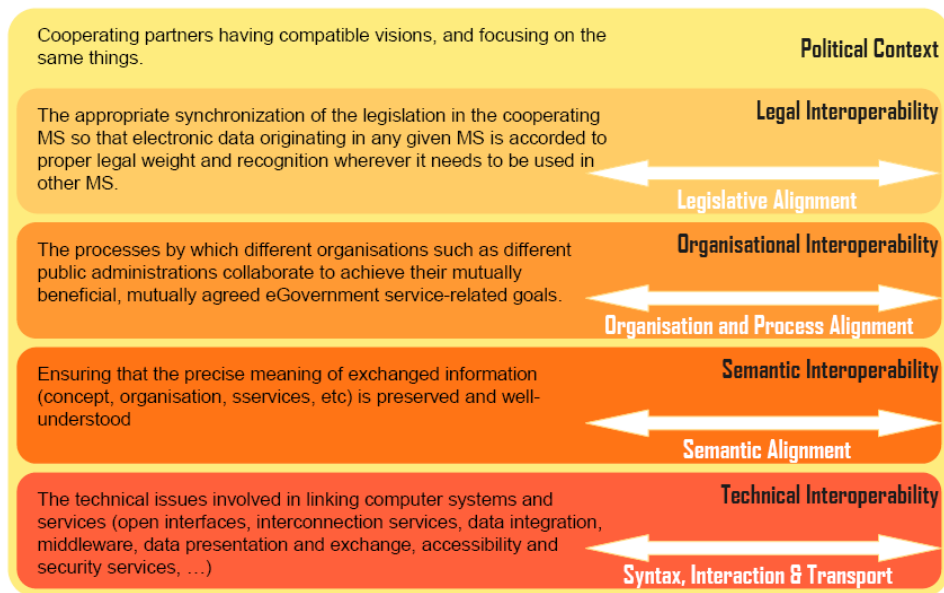 Cooperating partners having compatible visions, and focusing on the
same things.
Political Context
The appropriate synchronization of the legislation in the cooperating
MS so that electronic data originating in any given MS is accorded to
proper legal weight and recognition wherever it needs to be used in
other MS.
Legal Interoperability
Legislative Alignment
The processes by which different organisations such as different
public administrations collaborate to achieve their mutually
beneficial, mutually agreed eGovernment service-related goals.
Organisational Interoperability
Organisation and Process Alignment
Ensuring that the precise meaning of exchanged information
(concept, organisation, sservices, etc) is preserved and well-
understood
Semantic Interoperability
Semantic Alignment
The technical issues involved in linking computer systems and
services (open interfaces, interconnection services, data integration,
middleware, data presentation and exchange, accessibility and
security services, …)
Technical Interoperability
Syntax, Interaction & Transport